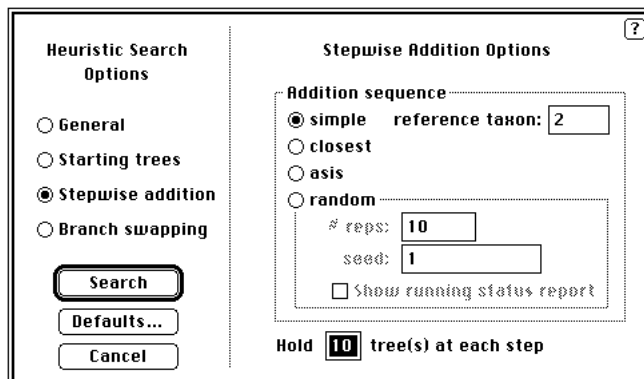 ?
Heuristic Search
Options
General
Starting trees
Stepwise addition
Branch swapping
Search
Defaults...
Cancel
Stepwise Addition Options
Addition sequence
simple reference taxon: 2
closest
asis
random
# reps: 10
seed: 1
Show running status report
Hold 10 tree(s) at each step